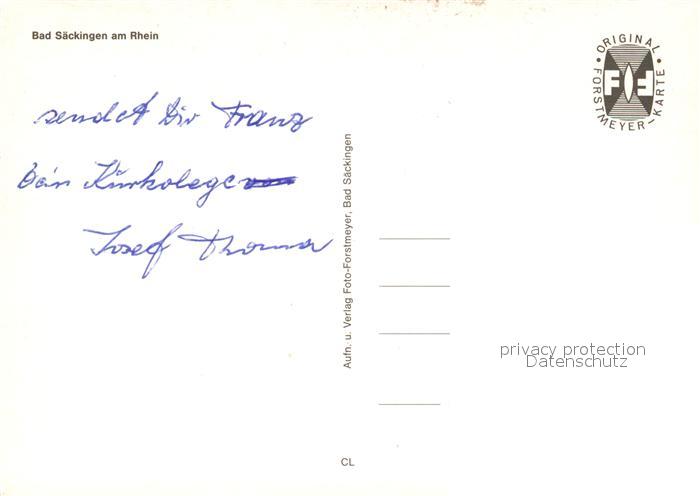 Bad Säckingen am Rhein
ORIGINAL
FORSTMEYER-KARTE
FF
sendet Dir Franz
Dein Kurkolege
Josef Thoma
Aufn. u. Verlag Foto-Forstmeyer, Bad Säckingen
privacy protection
Datenschutz
CL